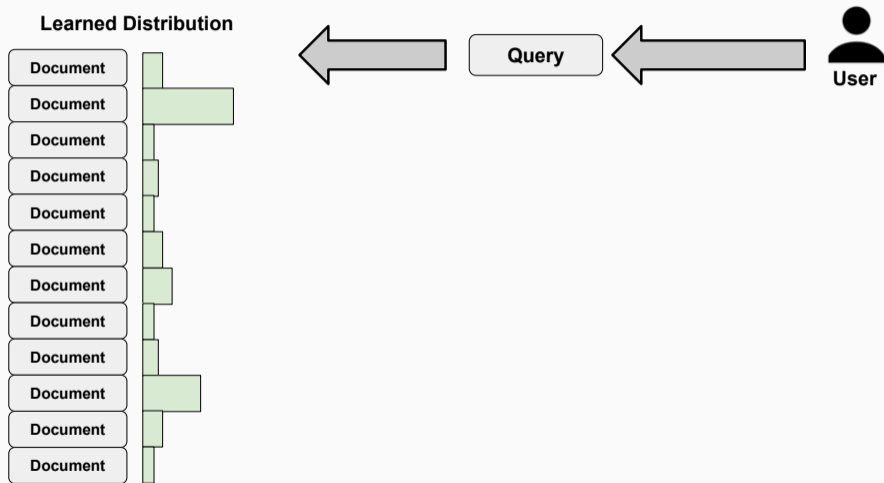 Learned Distribution
Query
User
Document
Document
Document
Document
Document
Document
Document
Document
Document
Document
Document
Document